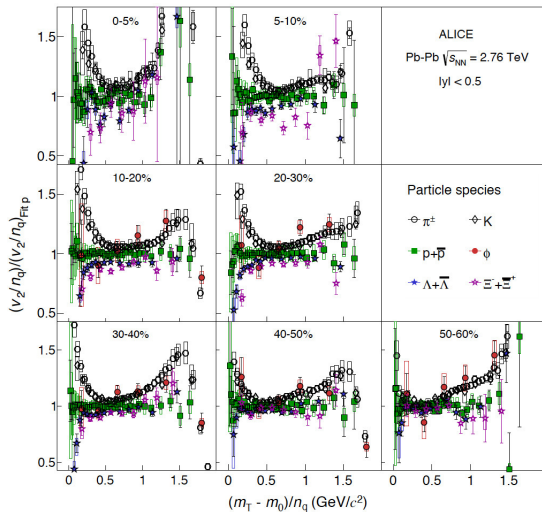 0-5%
5-10%
ALICE
Pb-Pb √sNN = 2.76 TeV
lyl < 0.5
1.5
1
0.5
10-20%
20-30%
Particle species
π±
K
p+p̅
ϕ
Λ+Λ̅
Ξ⁻+Ξ̅⁺
(v2/nq)/(v2/nq)Fit p
1.5
1
0.5
30-40%
40-50%
50-60%
1.5
1
0.5
0 0.5 1 1.5 0 0.5 1 1.5 0 0.5 1 1.5
(mT - m0)/nq (GeV/c2)